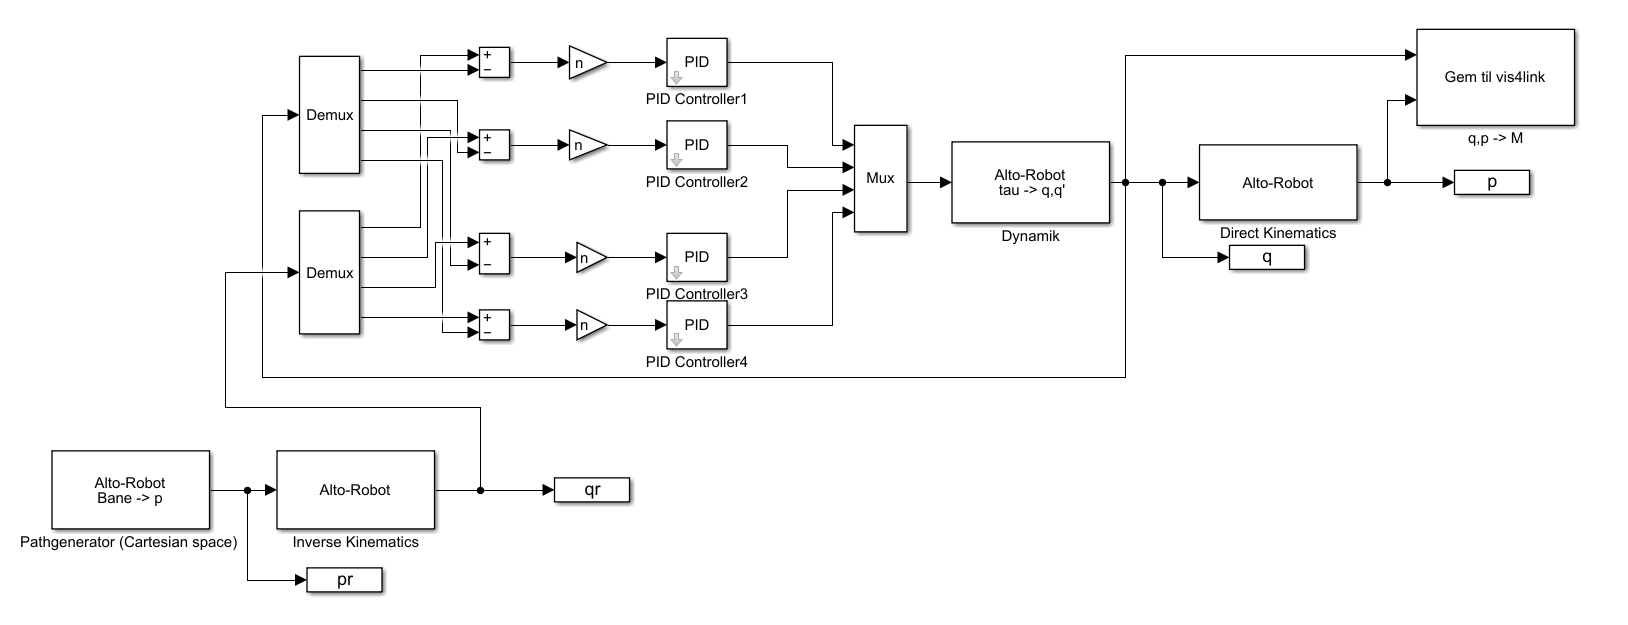 +
−
n
PID
PID Controller1
Demux
+
−
n
PID
PID Controller2
Demux
+
−
n
PID
PID Controller3
+
−
n
PID
PID Controller4
Mux
Alto-Robot
tau -> q,q'
Dynamik
Alto-Robot
Direct Kinematics
q
Gem til vis4link
q,p -> M
p
Alto-Robot
Bane -> p
Pathgenerator (Cartesian space)
Alto-Robot
Inverse Kinematics
qr
pr